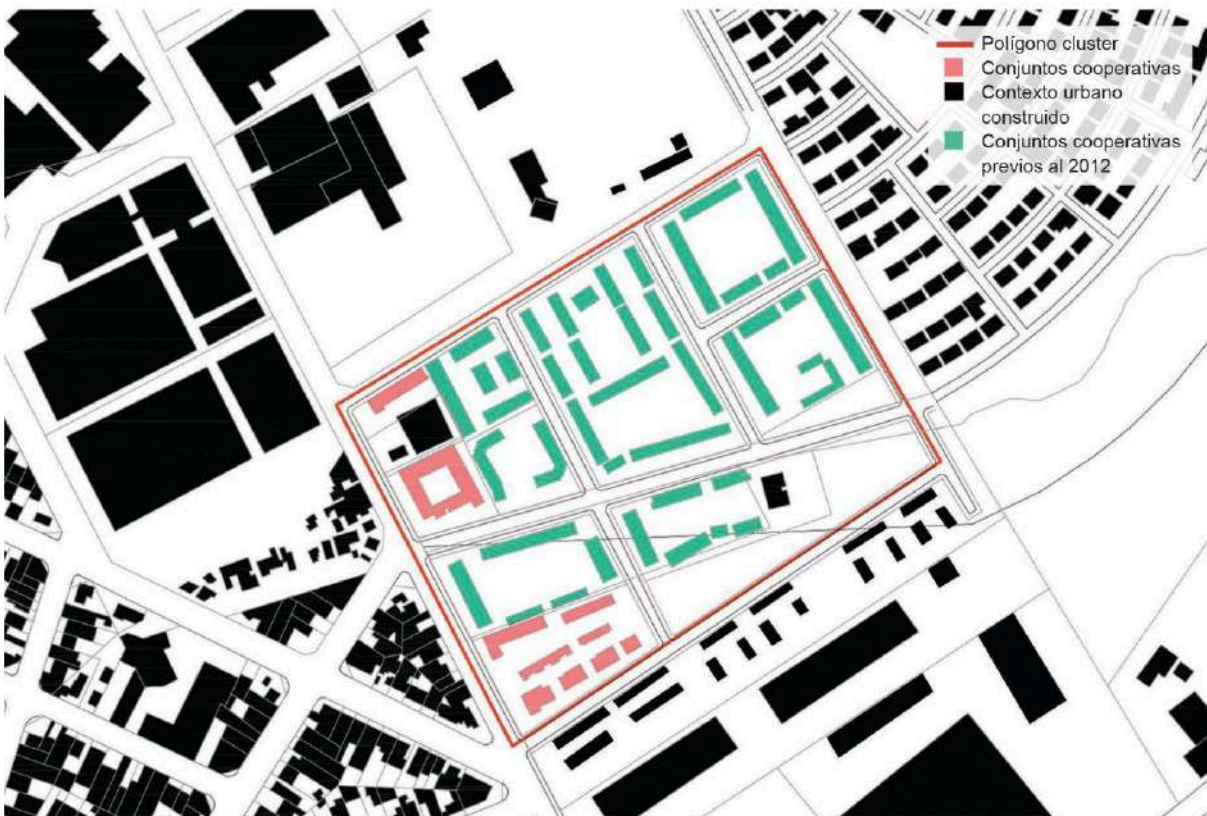 Polígono cluster
Conjuntos cooperativas
Contexto urbano
construido
Conjuntos cooperativas
previos al 2012